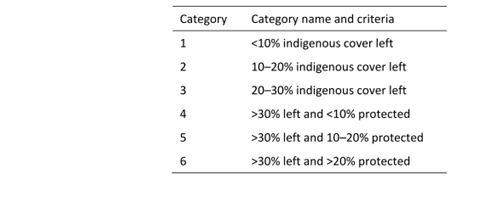 Category Category name and criteria
1 <10% indigenous cover left
2 10–20% indigenous cover left
3 20–30% indigenous cover left
4 >30% left and <10% protected
5 >30% left and 10–20% protected
6 >30% left and >20% protected